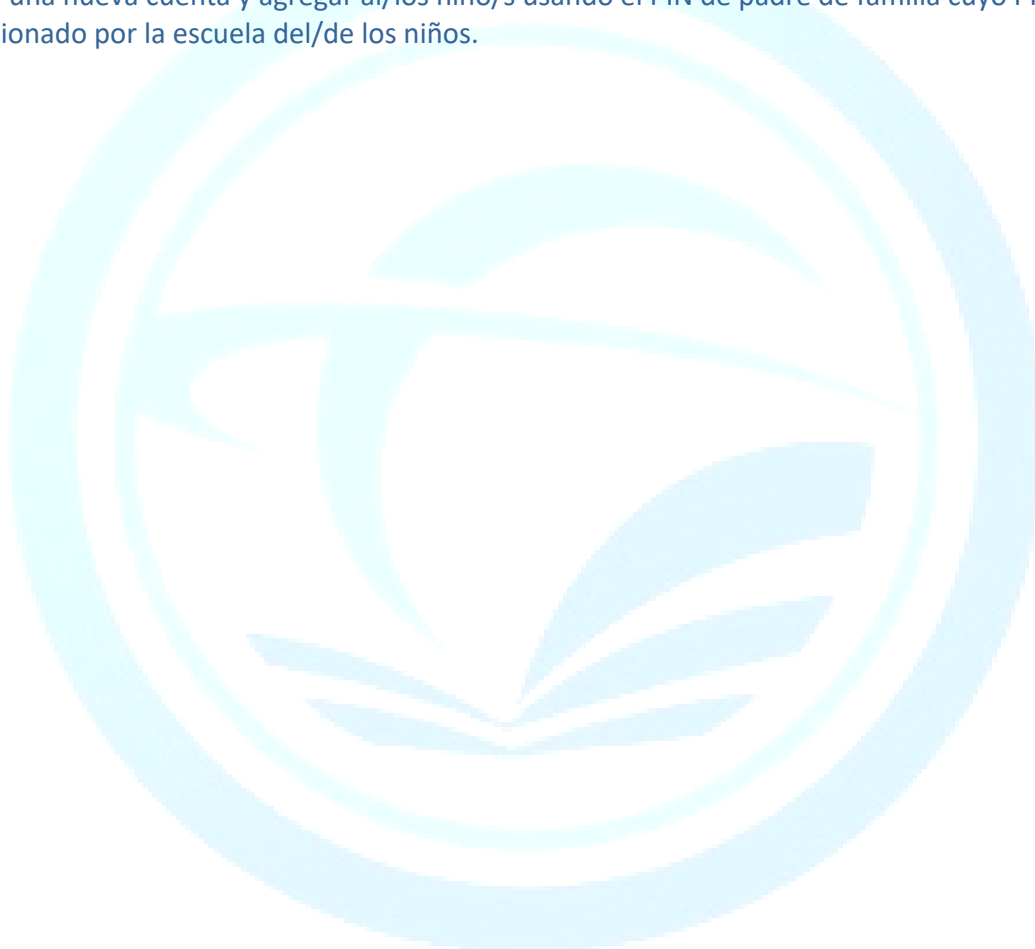 una nueva cuenta y agregar al/los niño/s usando el PIN de padre de familia cuyo
ionado por la escuela del/de los niños.